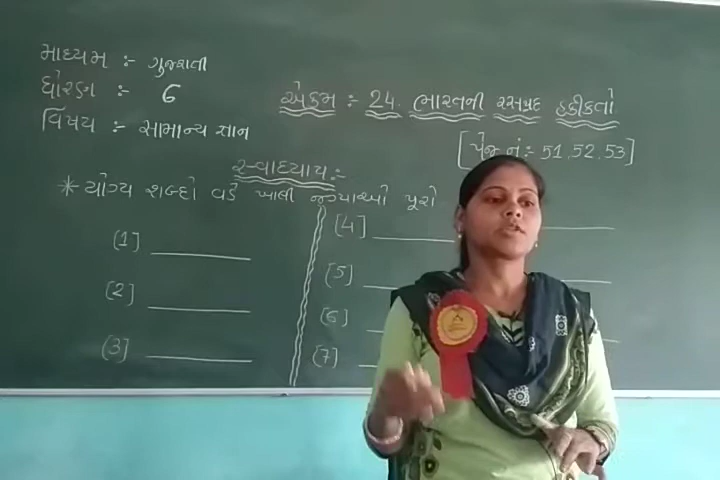 માધ્યમ :- ગુજરાતી
ધોરણ :- 6
વિષય :- સામાન્ય જ્ઞાન
એકમ :- 24. ભારતની રસપ્રદ હકીકતો
[પેજ નં:- 51,52,53]
સ્વાધ્યાય:-
* યોગ્ય શબ્દો વડે ખાલી જગ્યાઓ પૂરો
(1]
(2]
(3]
(4]
(5]
(6]
(7]